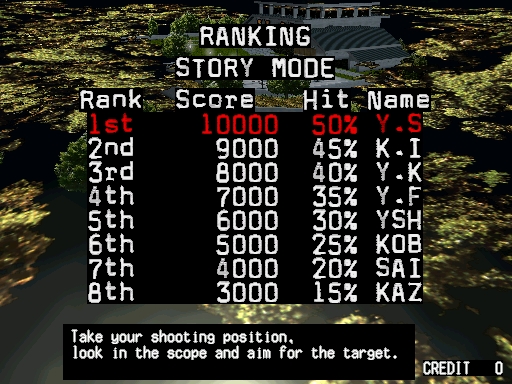 RANKING
STORY MODE
Rank Score Hit Name
1st 10000 50% Y.S
2nd 9000 45% K.I
3rd 8000 40% Y.K
4th 7000 35% Y.F
5th 6000 30% YSH
6th 5000 25% KOB
7th 4000 20% SAI
8th 3000 15% KAZ
Take your shooting position,
look in the scope and aim for the target.
CREDIT 0